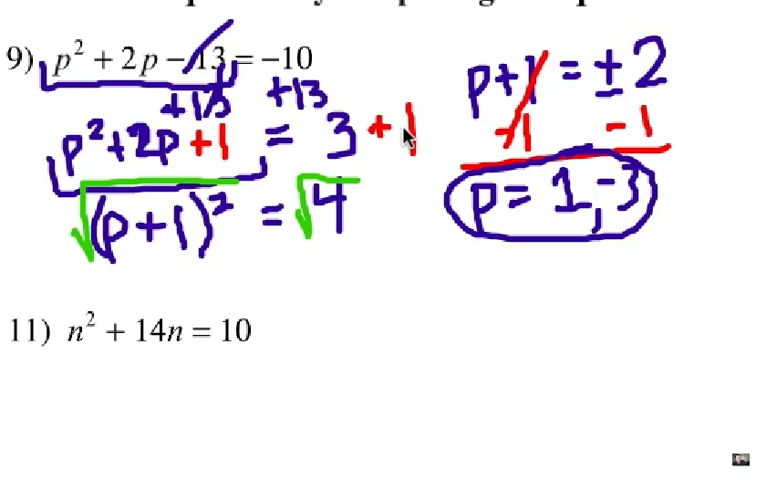 9) p² + 2p − 13 = −10
+13 +13
p² + 2p + 1 = 3 + 1
√(p + 1)² = √4
p + 1 = ± 2
−1 −1
p = 1, −3
11) n² + 14n = 10